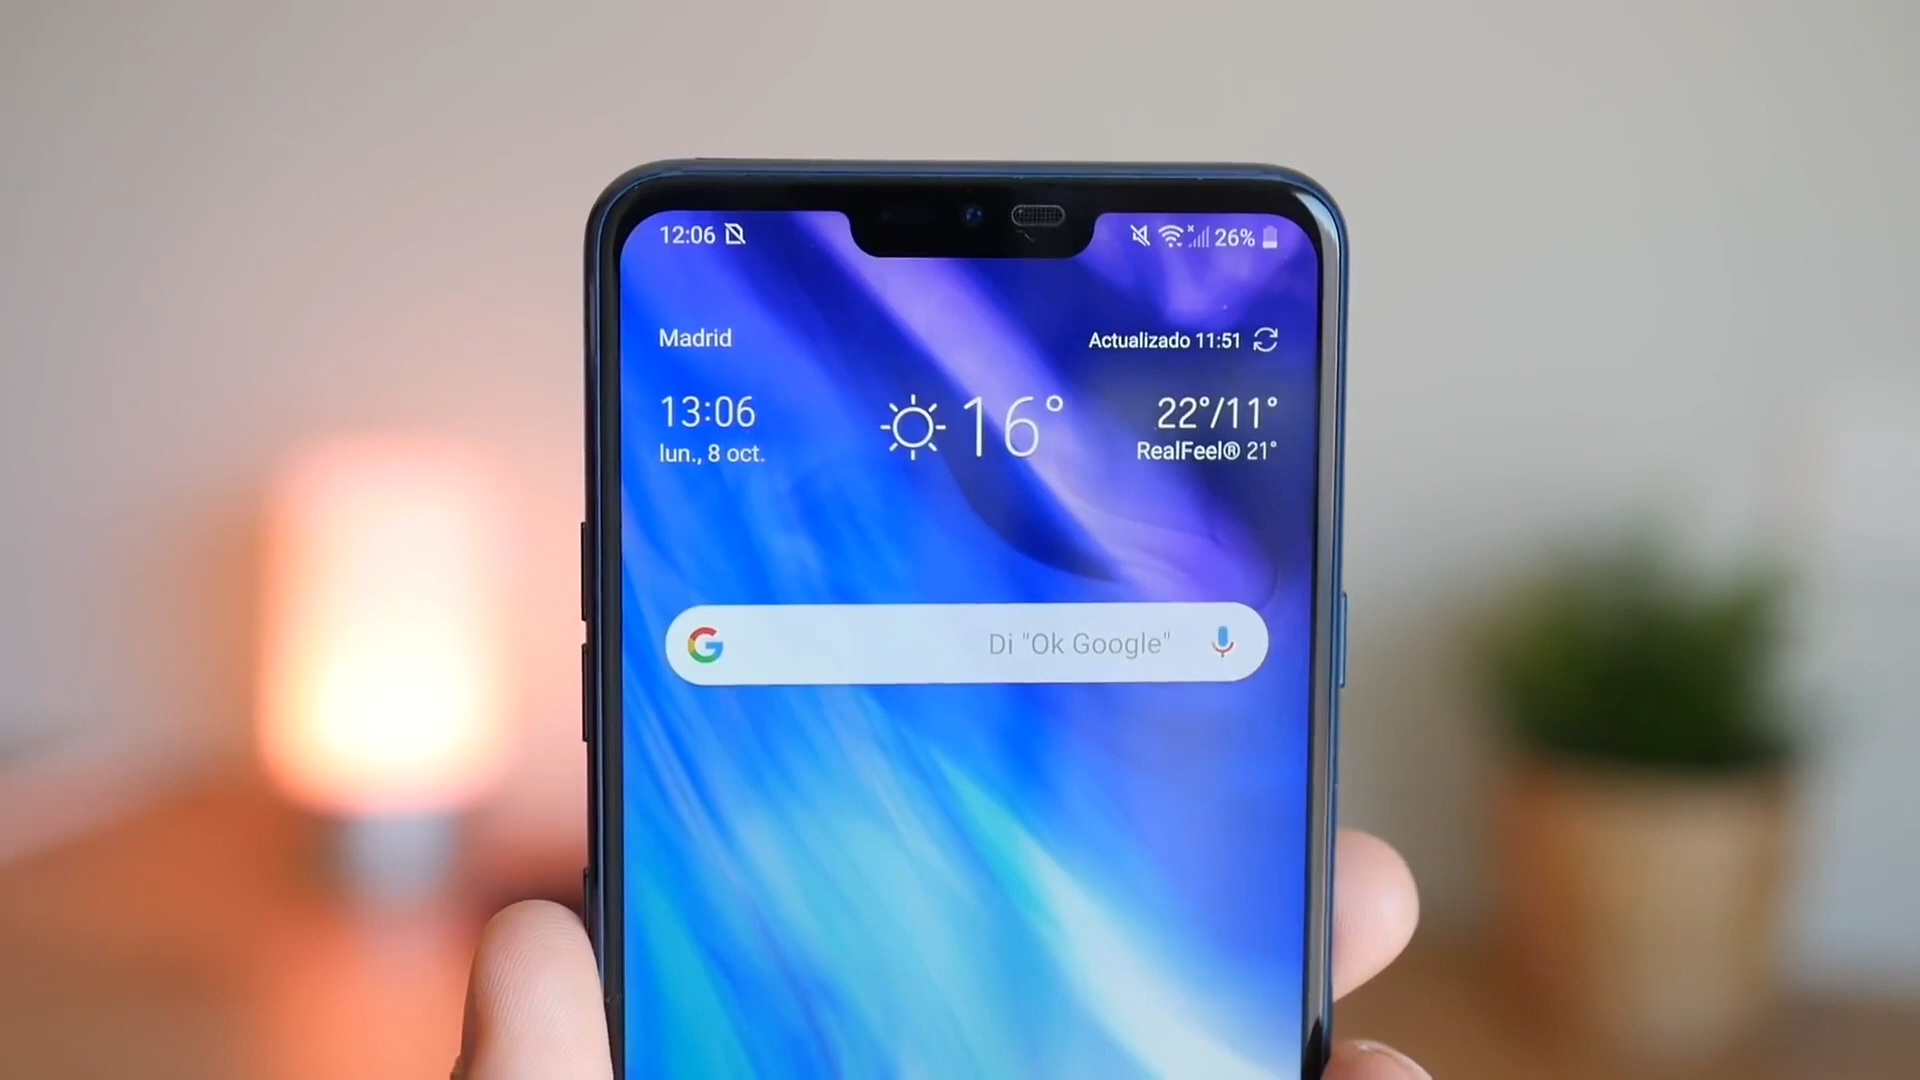 12:06
26%
Madrid
Actualizado 11:51
13:06
16°
22°/11°
lun., 8 oct.
RealFeel® 21°
G
Di "Ok Google"